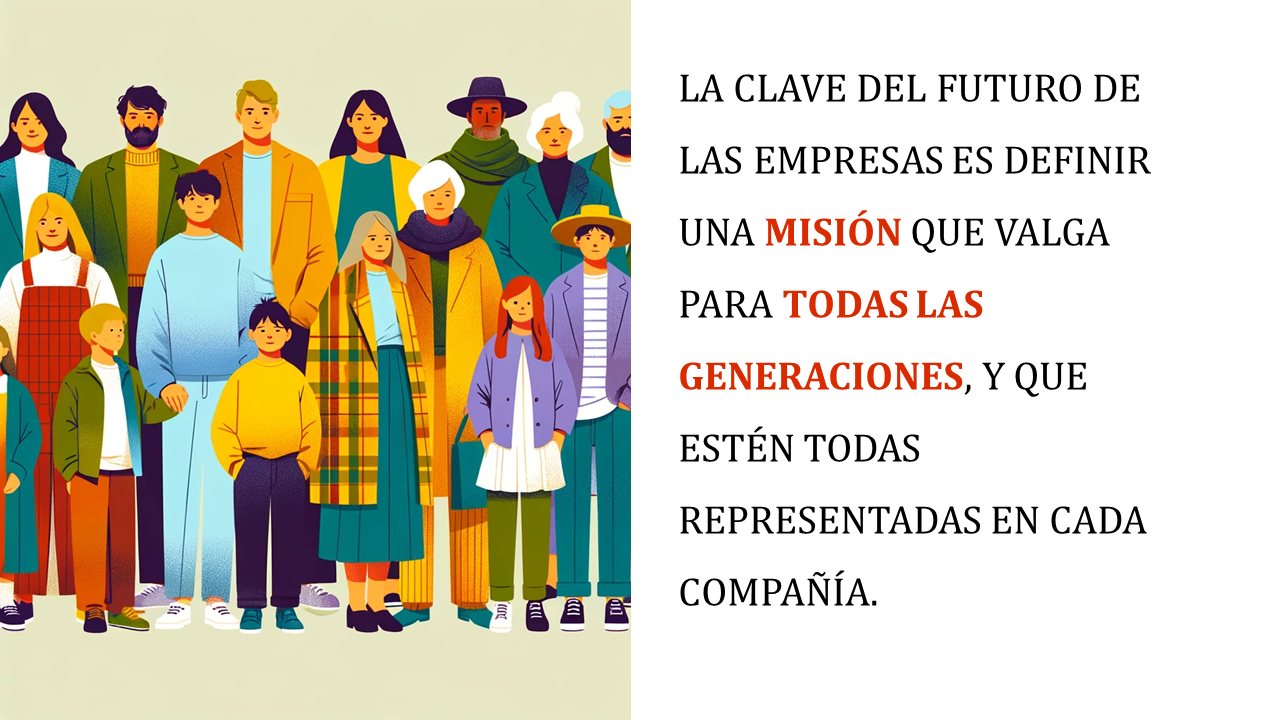 LA CLAVE DEL FUTURO DE
LAS EMPRESAS ES DEFINIR
UNA MISIÓN QUE VALGA
PARA TODAS LAS
GENERACIONES, Y QUE
ESTÉN TODAS
REPRESENTADAS EN CADA
COMPAÑÍA.